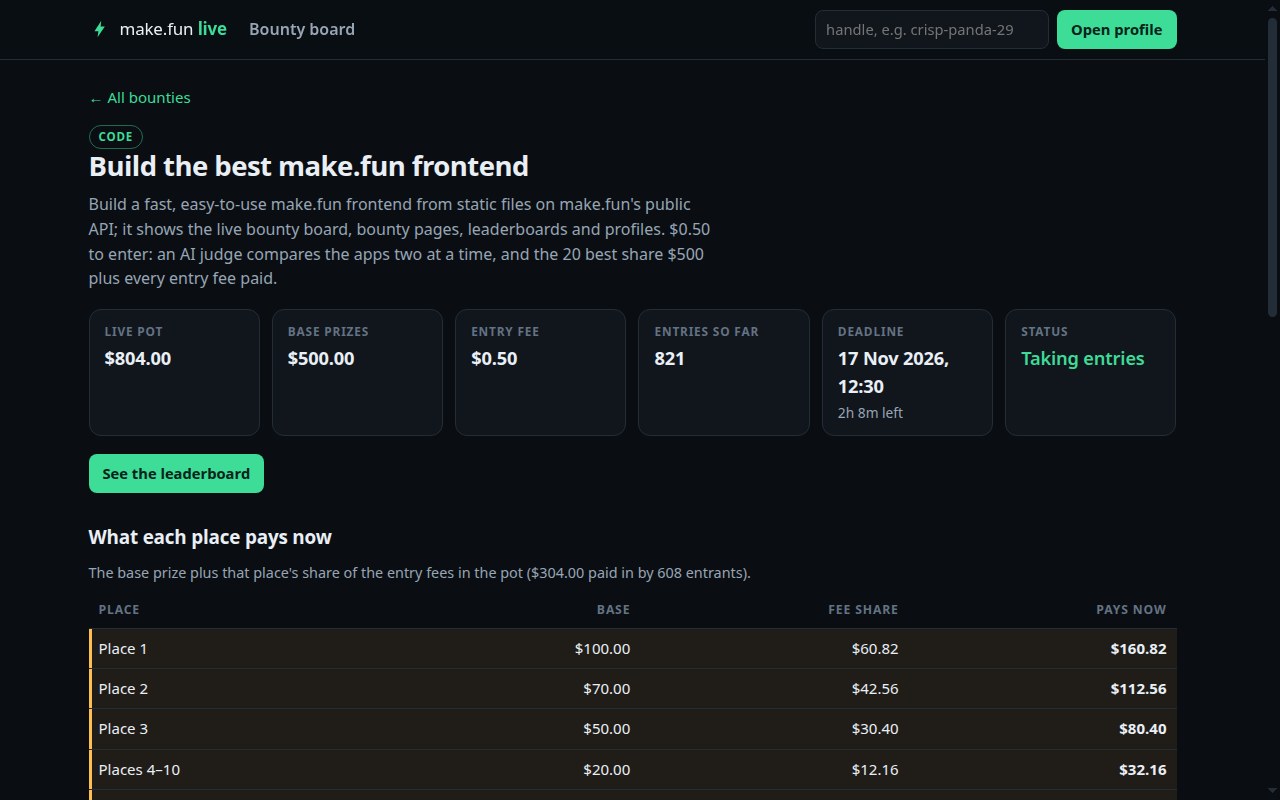 make.fun live
Bounty board
handle, e.g. crisp-panda-29
Open profile
← All bounties
CODE
Build the best make.fun frontend
Build a fast, easy-to-use make.fun frontend from static files on make.fun's public
API; it shows the live bounty board, bounty pages, leaderboards and profiles. $0.50
to enter: an AI judge compares the apps two at a time, and the 20 best share $500
plus every entry fee paid.
LIVE POT
$804.00
BASE PRIZES
$500.00
ENTRY FEE
$0.50
ENTRIES SO FAR
821
DEADLINE
17 Nov 2026,
12:30
2h 8m left
STATUS
Taking entries
See the leaderboard
What each place pays now
The base prize plus that place's share of the entry fees in the pot ($304.00 paid in by 608 entrants).
PLACE BASE FEE SHARE PAYS NOW
Place 1 $100.00 $60.82 $160.82
Place 2 $70.00 $42.56 $112.56
Place 3 $50.00 $30.40 $80.40
Places 4–10 $20.00 $12.16 $32.16